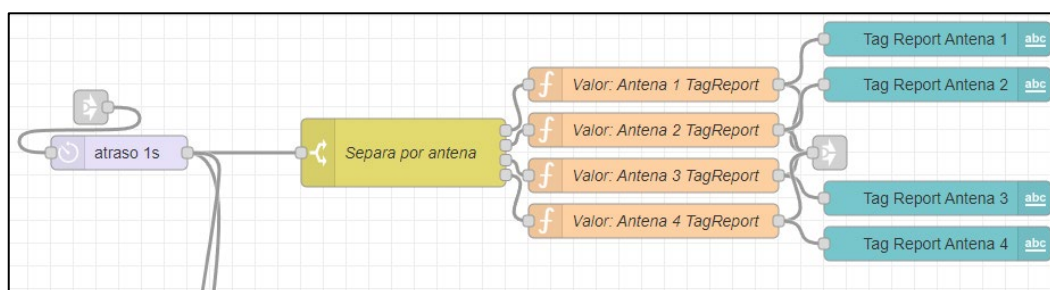 atraso 1s
Separa por antena
Valor: Antena 1 TagReport
Valor: Antena 2 TagReport
Valor: Antena 3 TagReport
Valor: Antena 4 TagReport
Tag Report Antena 1 abc
Tag Report Antena 2 abc
Tag Report Antena 3 abc
Tag Report Antena 4 abc